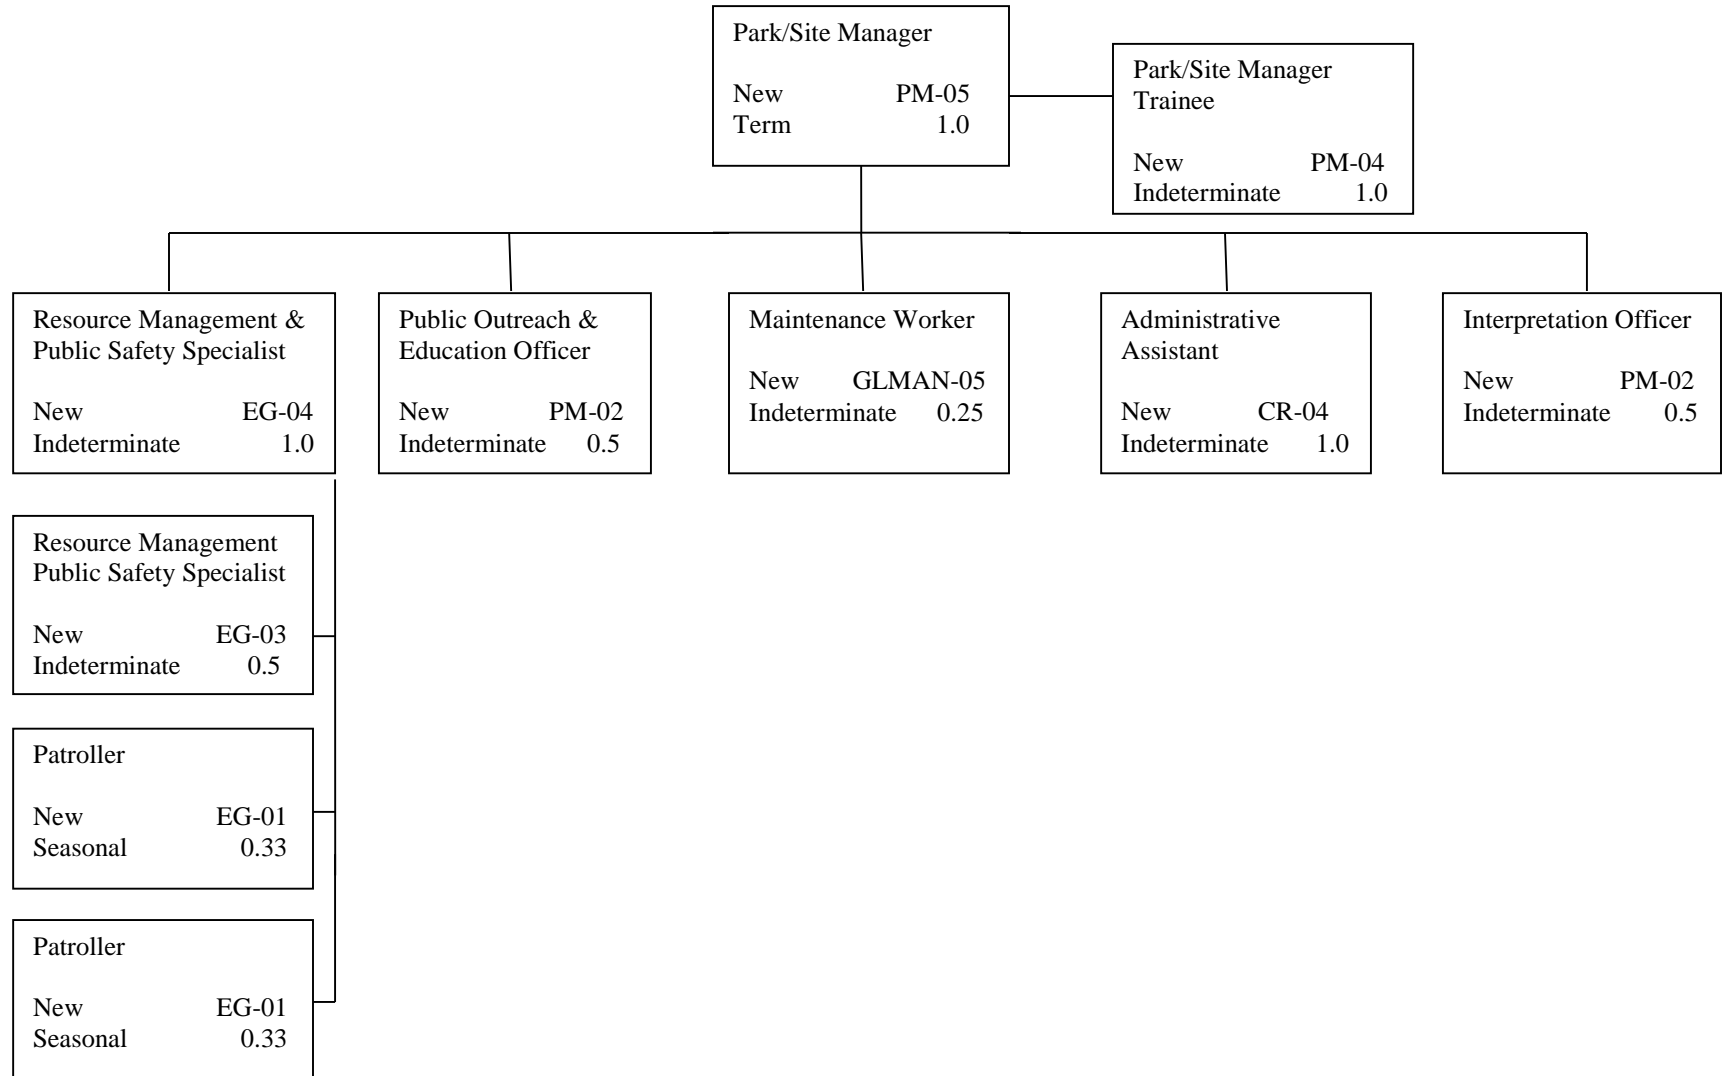 Park/Site Manager
New PM-05
Term 1.0
Park/Site Manager
Trainee
New PM-04
Indeterminate 1.0
Resource Management &
Public Safety Specialist
New EG-04
Indeterminate 1.0
Public Outreach &
Education Officer
New PM-02
Indeterminate 0.5
Maintenance Worker
New GLMAN-05
Indeterminate 0.25
Administrative
Assistant
New CR-04
Indeterminate 1.0
Interpretation Officer
New PM-02
Indeterminate 0.5
Resource Management
Public Safety Specialist
New EG-03
Indeterminate 0.5
Patroller
New EG-01
Seasonal 0.33
Patroller
New EG-01
Seasonal 0.33